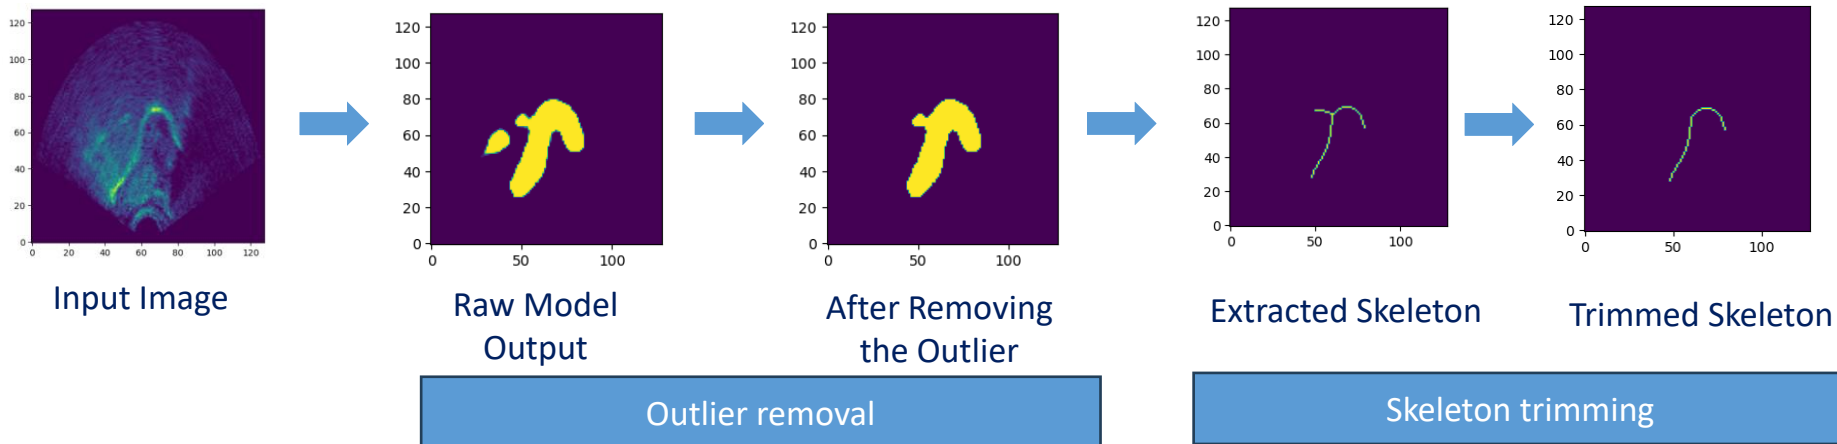 120
100
80
60
40
20
0
0 20 40 60 80 100 120
120
100
80
60
40
20
0
0 50 100
120
100
80
60
40
20
0
0 50 100
120
100
80
60
40
20
0
0 50 100
120
100
80
60
40
20
0
0 50 100
Input Image
Raw Model
Output
After Removing
the Outlier
Extracted Skeleton
Trimmed Skeleton
Outlier removal
Skeleton trimming